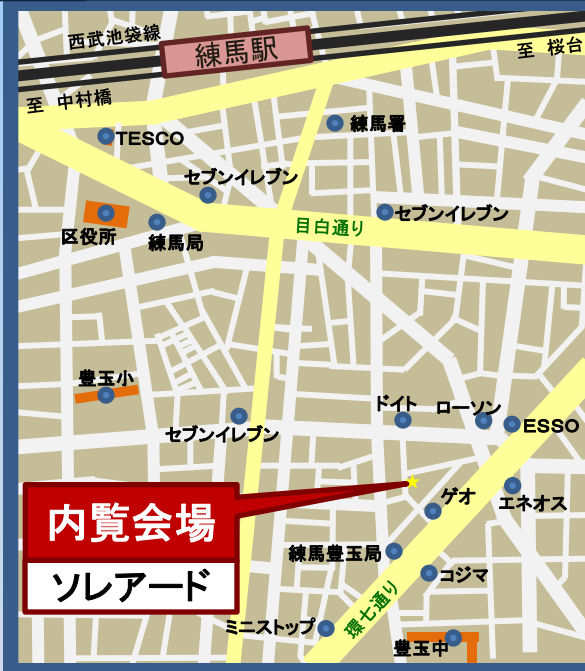 西武池袋線
練馬駅
至 桜台
至 中村橋
練馬署
TESCO
セブンイレブン
セブンイレブン
区役所
練馬局
目白通り
豊玉小
ドイト
ローソン
ESSO
セブンイレブン
内覧会場
ソレアード
ゲオ
エネオス
練馬豊玉局
コジマ
環七通り
ミニストップ
豊玉中